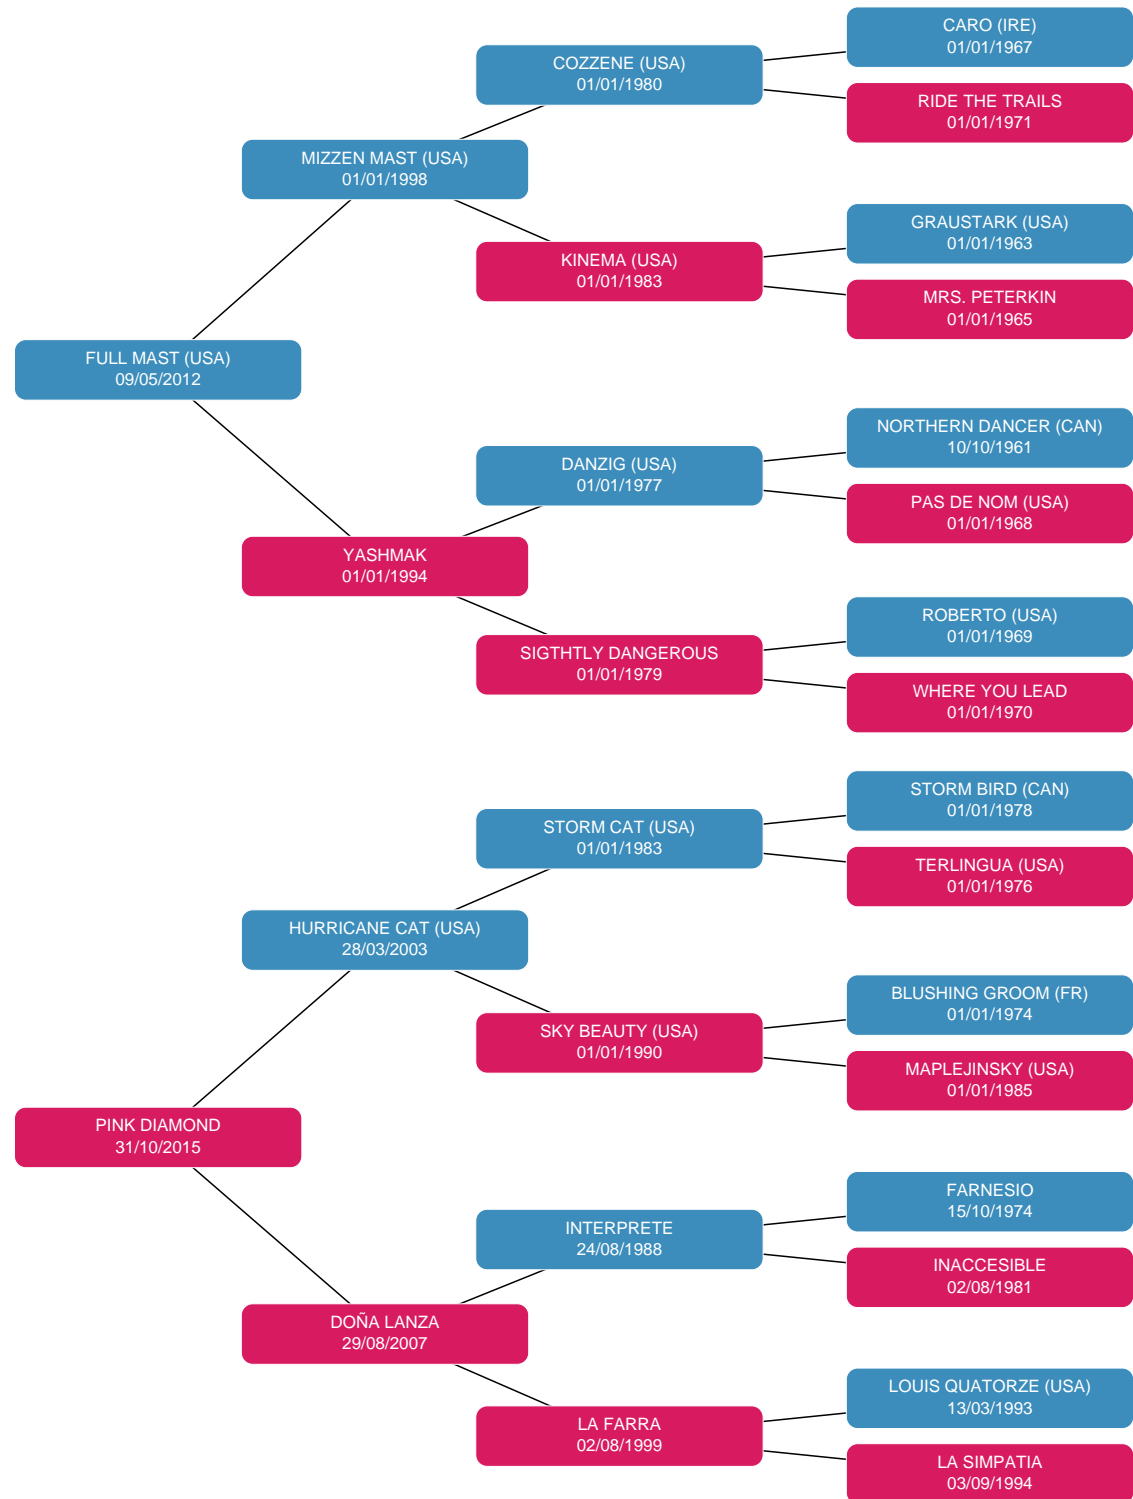 CARO (IRE)
01/01/1967
COZZENE (USA)
01/01/1980
RIDE THE TRAILS
01/01/1971
MIZZEN MAST (USA)
01/01/1998
GRAUSTARK (USA)
01/01/1963
KINEMA (USA)
01/01/1983
MRS. PETERKIN
01/01/1965
FULL MAST (USA)
09/05/2012
NORTHERN DANCER (CAN)
10/10/1961
DANZIG (USA)
01/01/1977
PAS DE NOM (USA)
01/01/1968
YASHMAK
01/01/1994
ROBERTO (USA)
01/01/1969
SIGTHTLY DANGEROUS
01/01/1979
WHERE YOU LEAD
01/01/1970
STORM BIRD (CAN)
01/01/1978
STORM CAT (USA)
01/01/1983
TERLINGUA (USA)
01/01/1976
HURRICANE CAT (USA)
28/03/2003
BLUSHING GROOM (FR)
01/01/1974
SKY BEAUTY (USA)
01/01/1990
MAPLEJINSKY (USA)
01/01/1985
PINK DIAMOND
31/10/2015
FARNESIO
15/10/1974
INTERPRETE
24/08/1988
INACCESIBLE
02/08/1981
DOÑA LANZA
29/08/2007
LOUIS QUATORZE (USA)
13/03/1993
LA FARRA
02/08/1999
LA SIMPATIA
03/09/1994